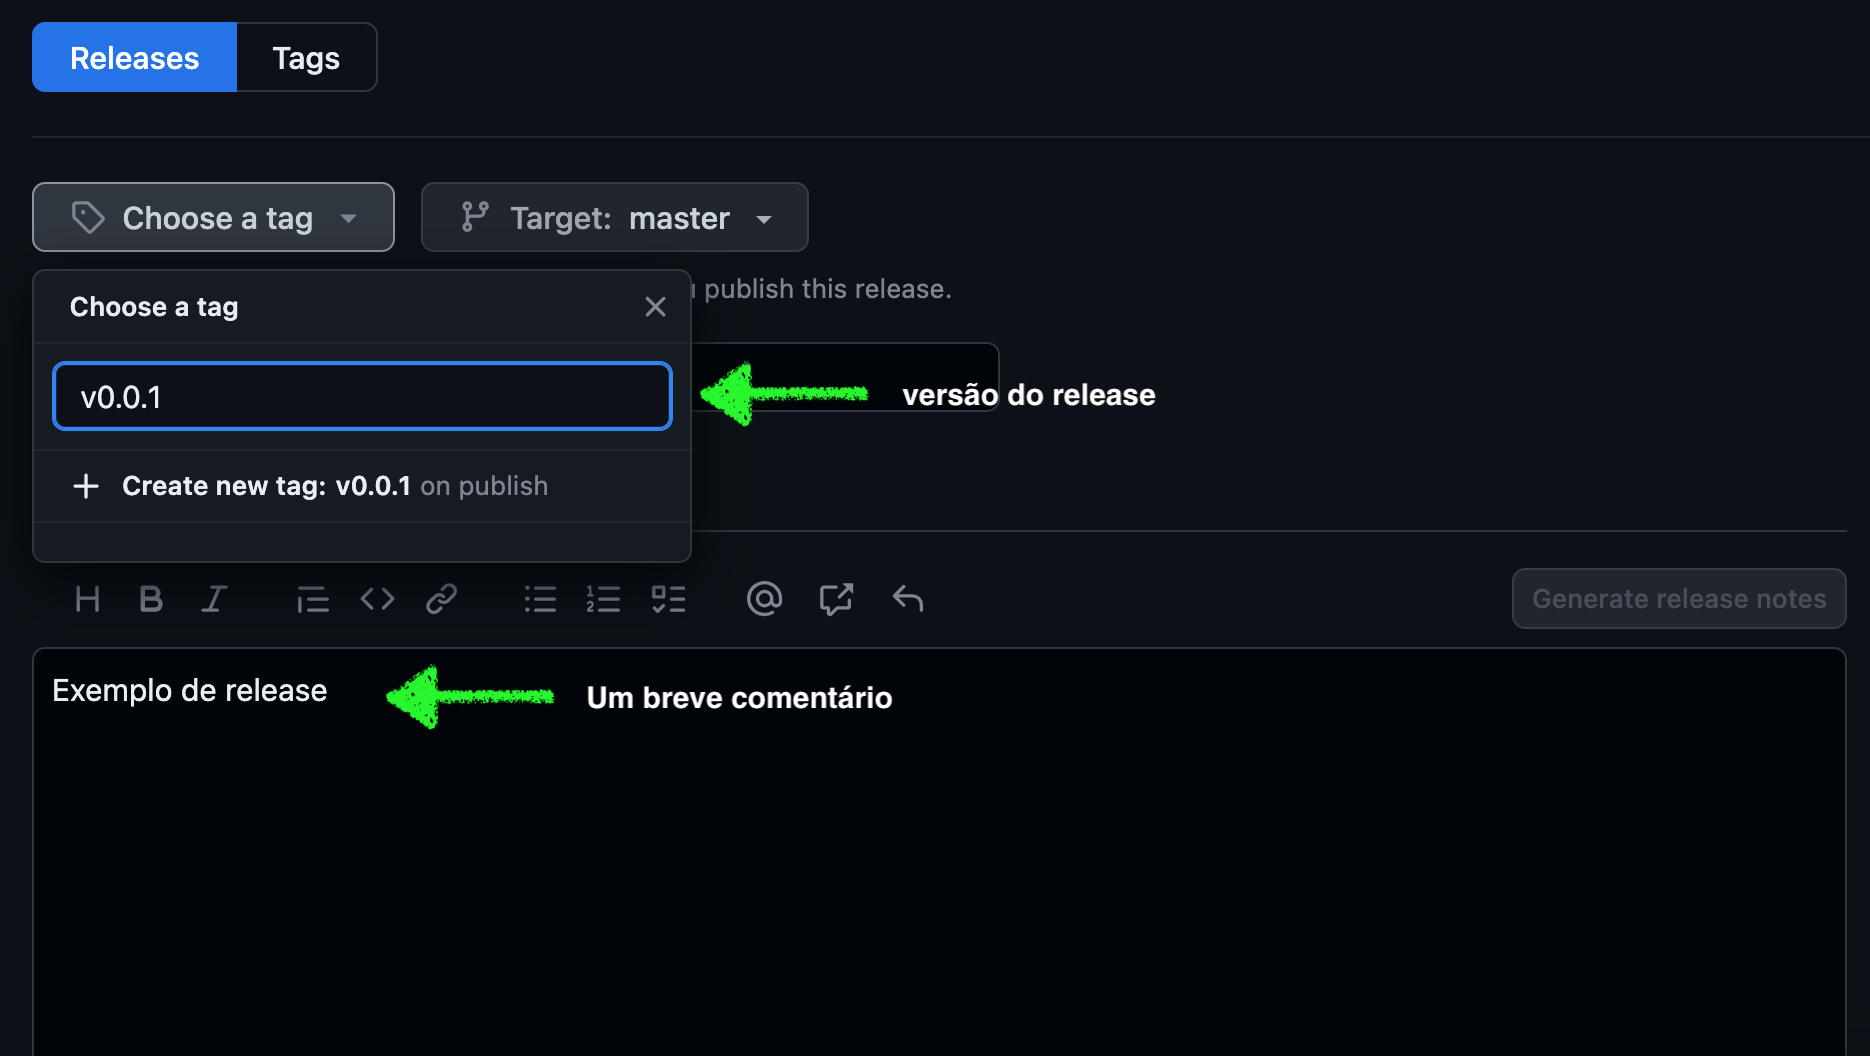 Releases Tags
Choose a tag Target: master
publish this release.
Choose a tag
v0.0.1
versão do release
Create new tag: v0.0.1 on publish
H B I
Generate release notes
Exemplo de release
Um breve comentário